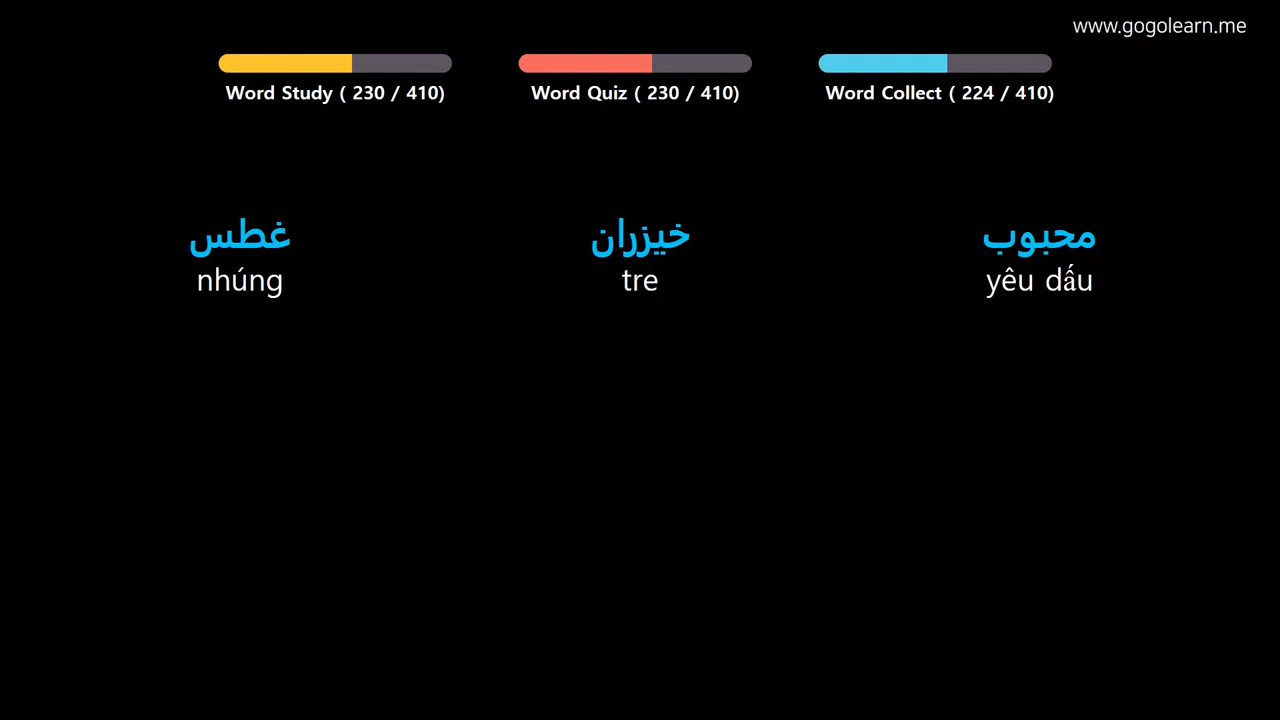 www.gogolearn.me
Word Study ( 230 / 410)
Word Quiz ( 230 / 410)
Word Collect ( 224 / 410)
غطس
nhúng
خيزران
tre
محبوب
yêu dấu